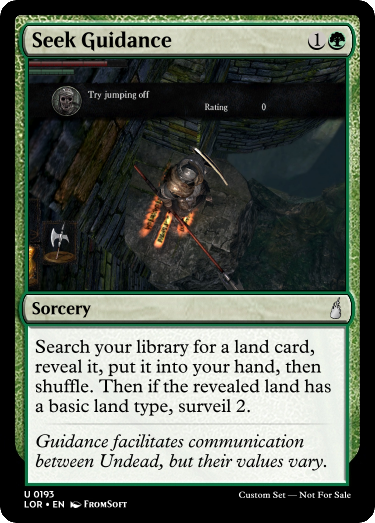 Seek Guidance 1
Try jumping off
Rating 0
Sorcery
Search your library for a land card,
reveal it, put it into your hand, then
shuffle. Then if the revealed land has
a basic land type, surveil 2.
Guidance facilitates communication
between Undead, but their values vary.
U 0193
LOR • EN FROMSOFT
Custom Set — Not For Sale